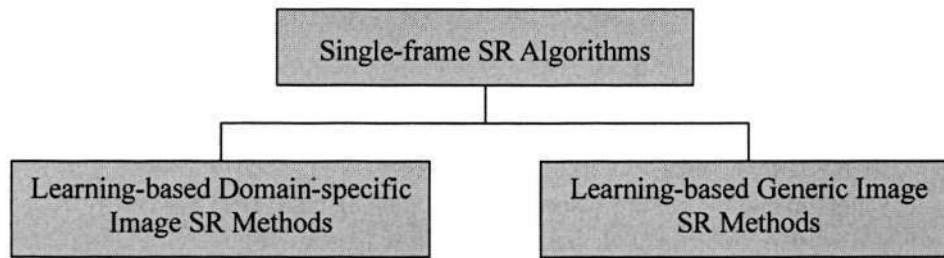 Single-frame SR Algorithms
Learning-based Domain-specific
Image SR Methods
Learning-based Generic Image
SR Methods